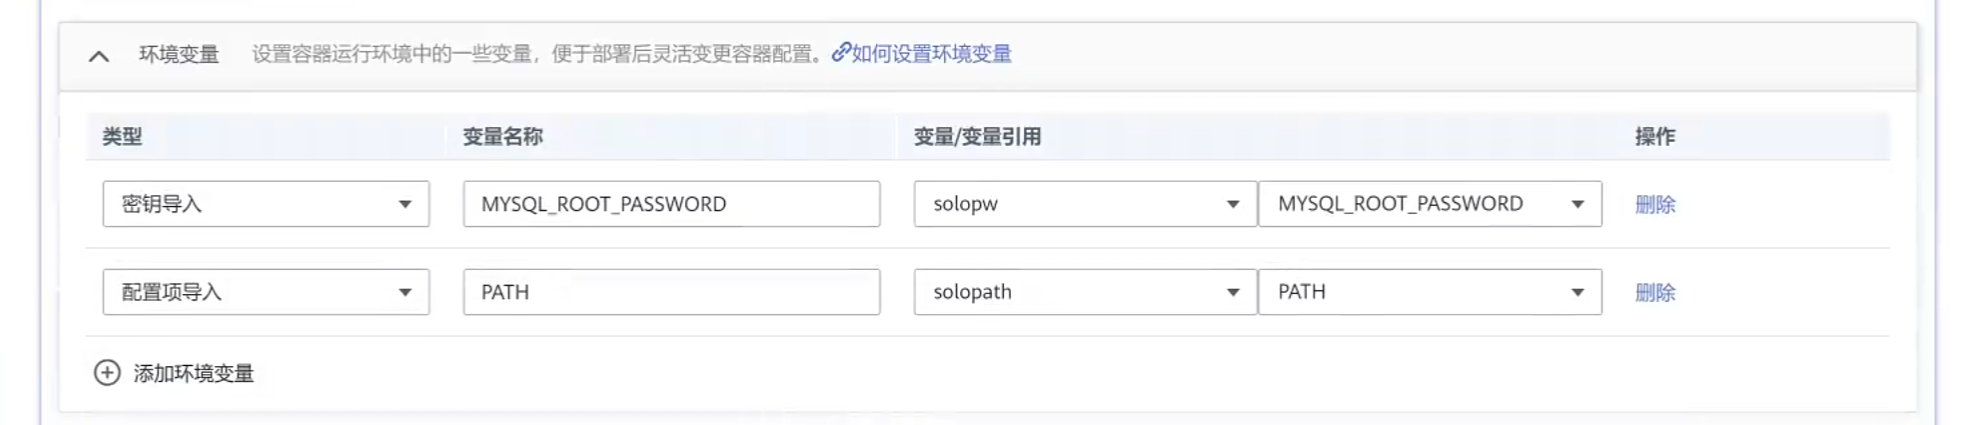 环境变量 设置容器运行环境中的一些变量，便于部署后灵活变更容器配置。如何设置环境变量
类型 变量名称 变量/变量引用 操作
密钥导入 MYSQL_ROOT_PASSWORD solopw MYSQL_ROOT_PASSWORD 删除
配置项导入 PATH solopath PATH 删除
添加环境变量